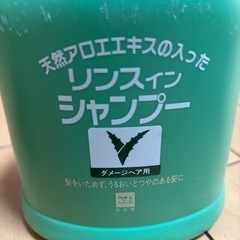 天然アロエエキスの入った
リンスイン
シャンプー
ダメージヘア用
髪をいためず、うるおいとつやのある髪に